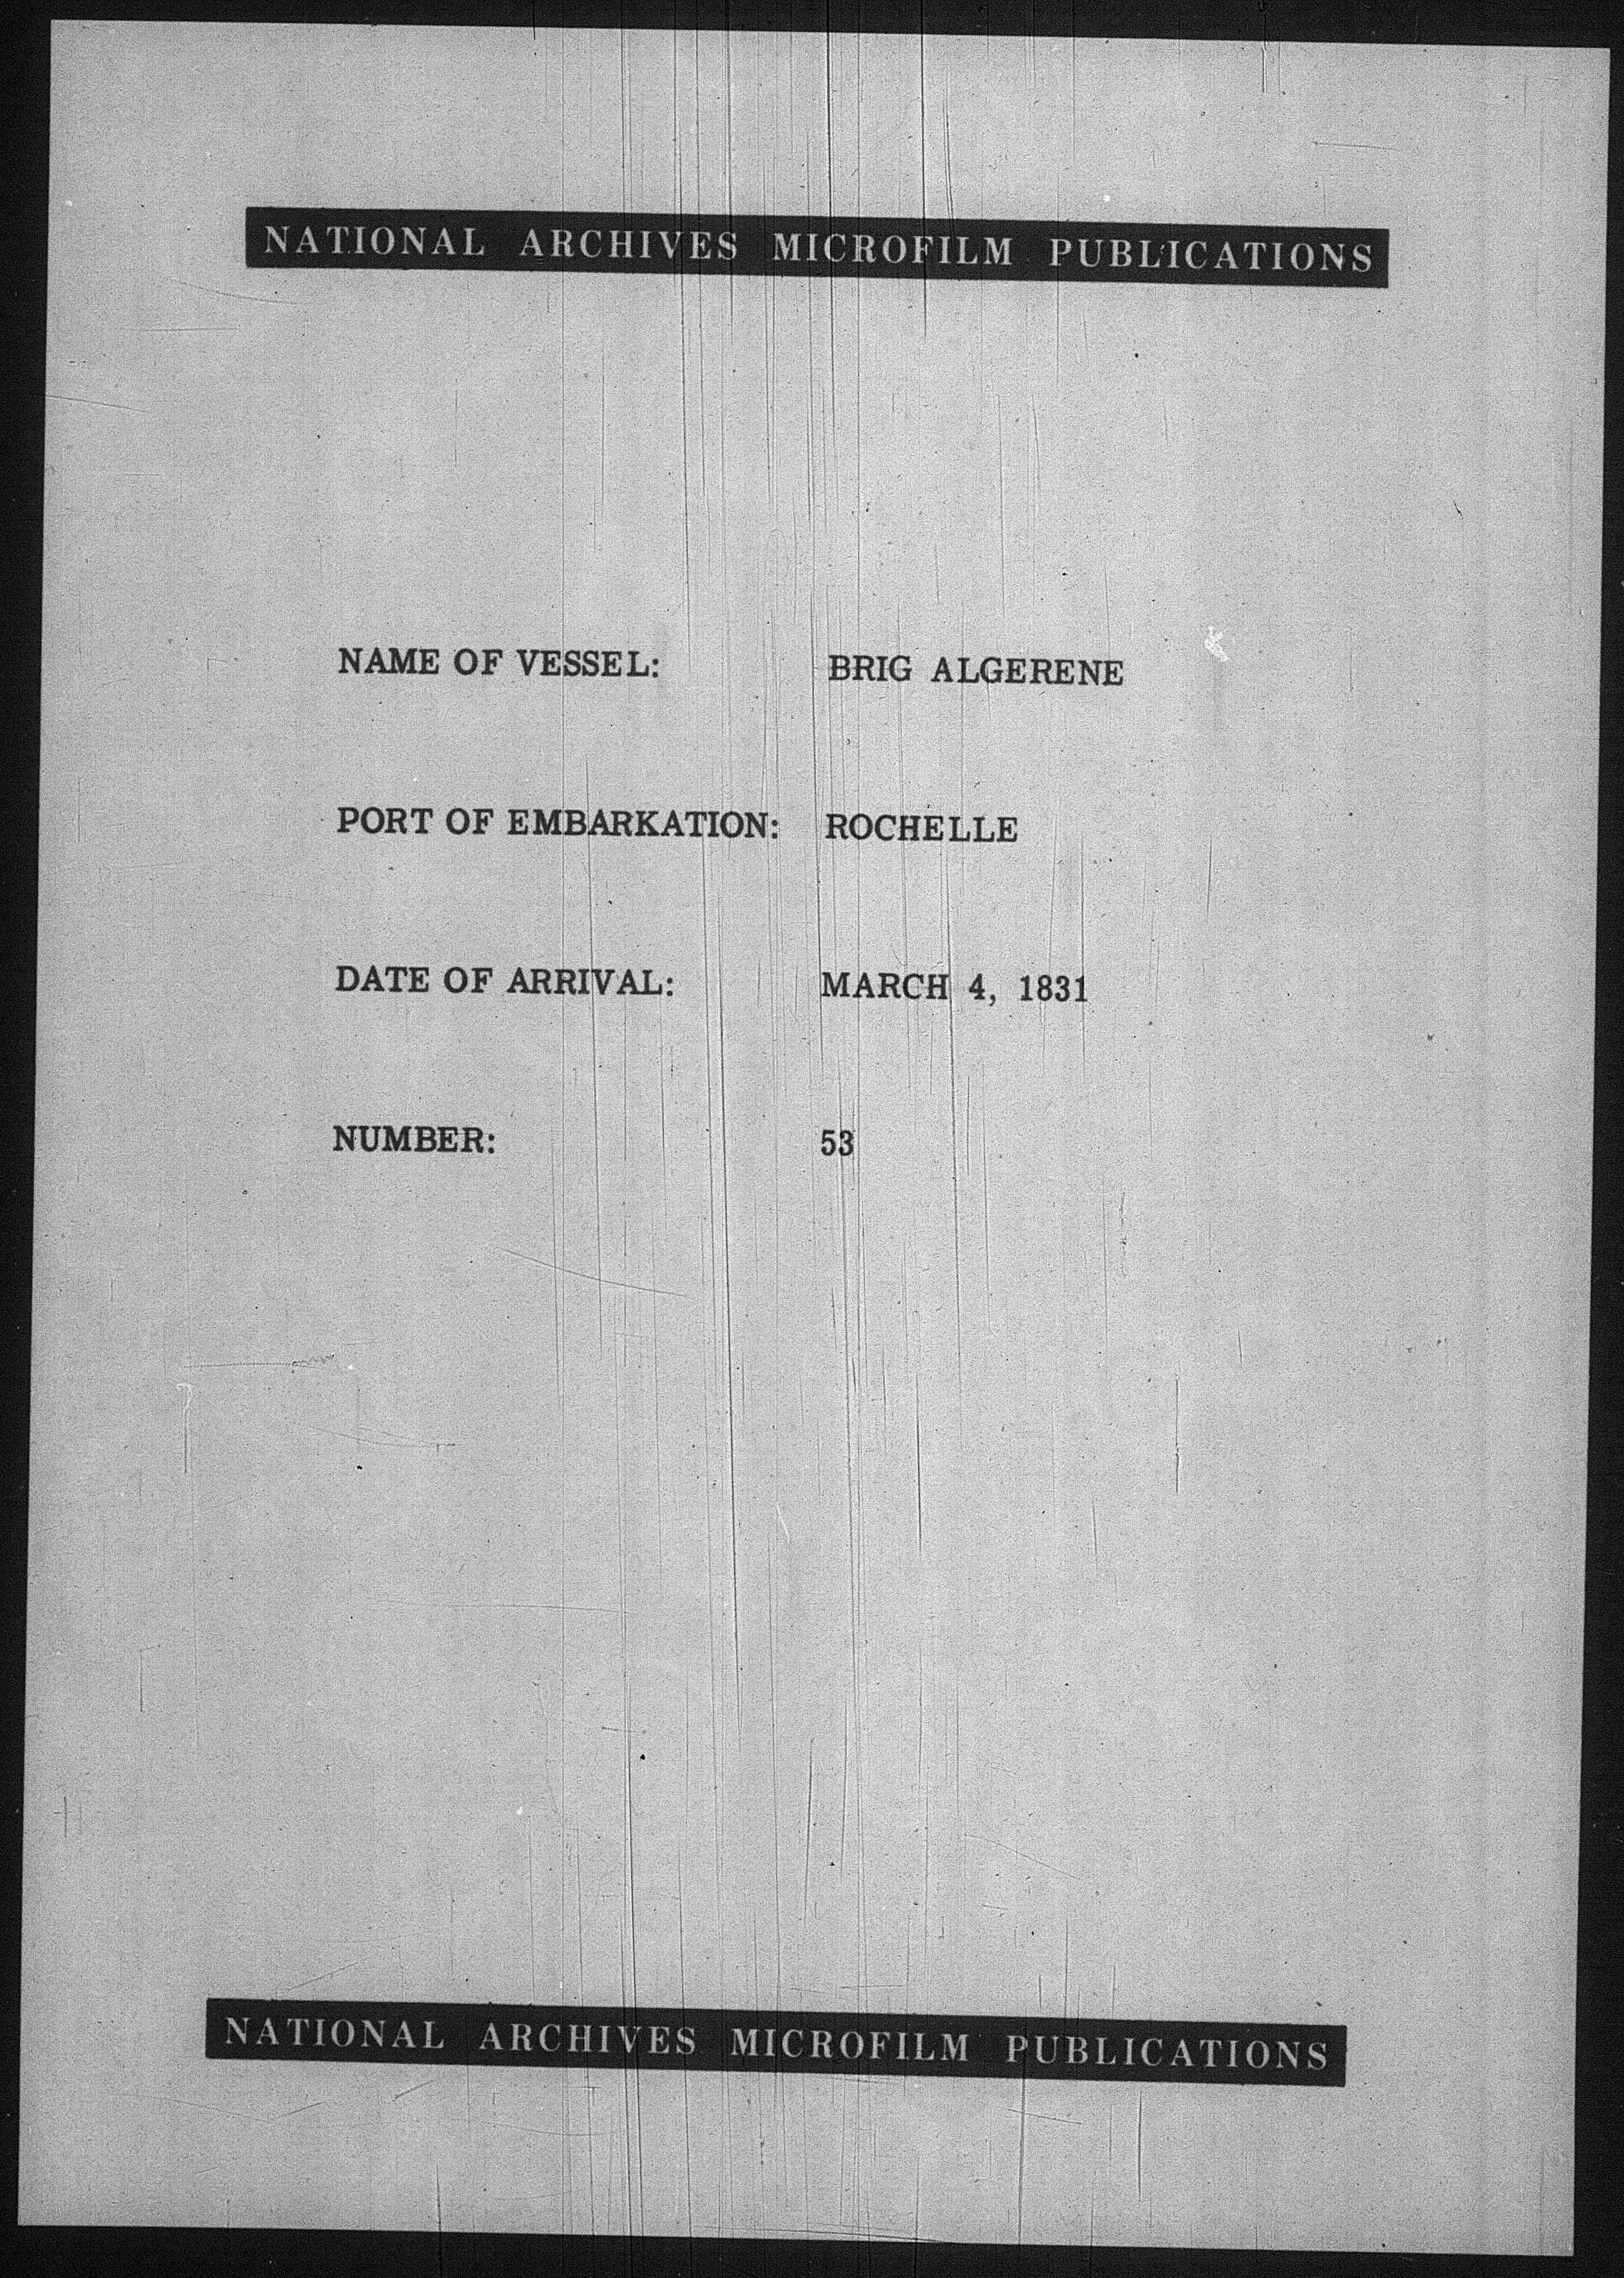 NATIONAL ARCHIVES MICROFILM PUBLICATIONS
NAME OF VESSEL: BRIG ALGERENE
PORT OF EMBARKATION: ROCHELLE
DATE OF ARRIVAL: MARCH 4, 1831
NUMBER: 53
NATIONAL ARCHIVES MICROFILM PUBLICATIONS